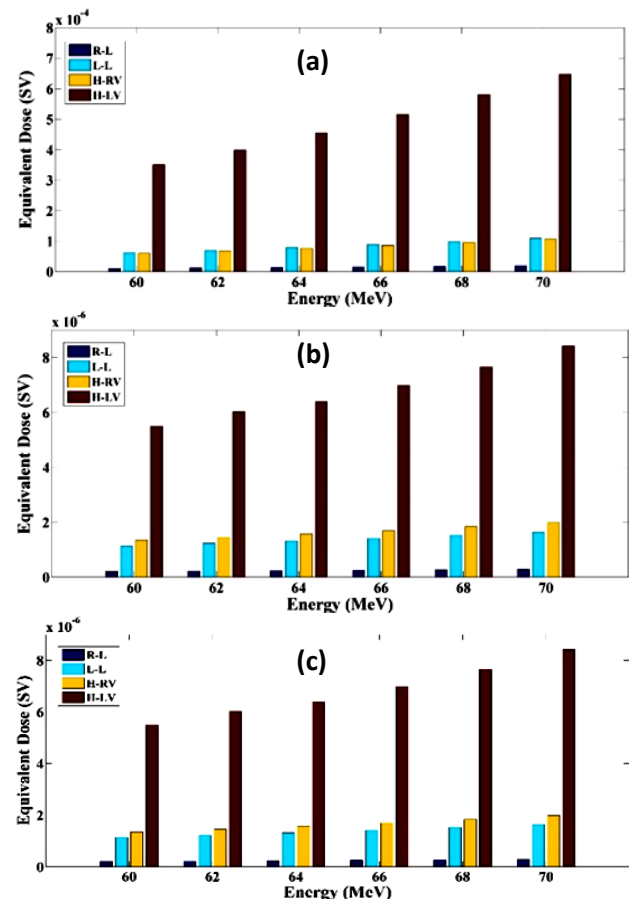 × 10⁻⁴
8
7
6
5
4
3
2
1
0
Equivalent Dose (SV)
R-L
L-L
H-RV
H-LV
(a)
60 62 64 66 68 70
Energy (MeV)
× 10⁻⁶
8
6
4
2
0
Equivalent Dose (SV)
R-L
L-L
H-RV
H-LV
(b)
60 62 64 66 68 70
Energy (MeV)
× 10⁻⁶
8
6
4
2
0
Equivalent Dose (SV)
R-L
L-L
H-RV
H-LV
(c)
60 62 64 66 68 70
Energy (MeV)